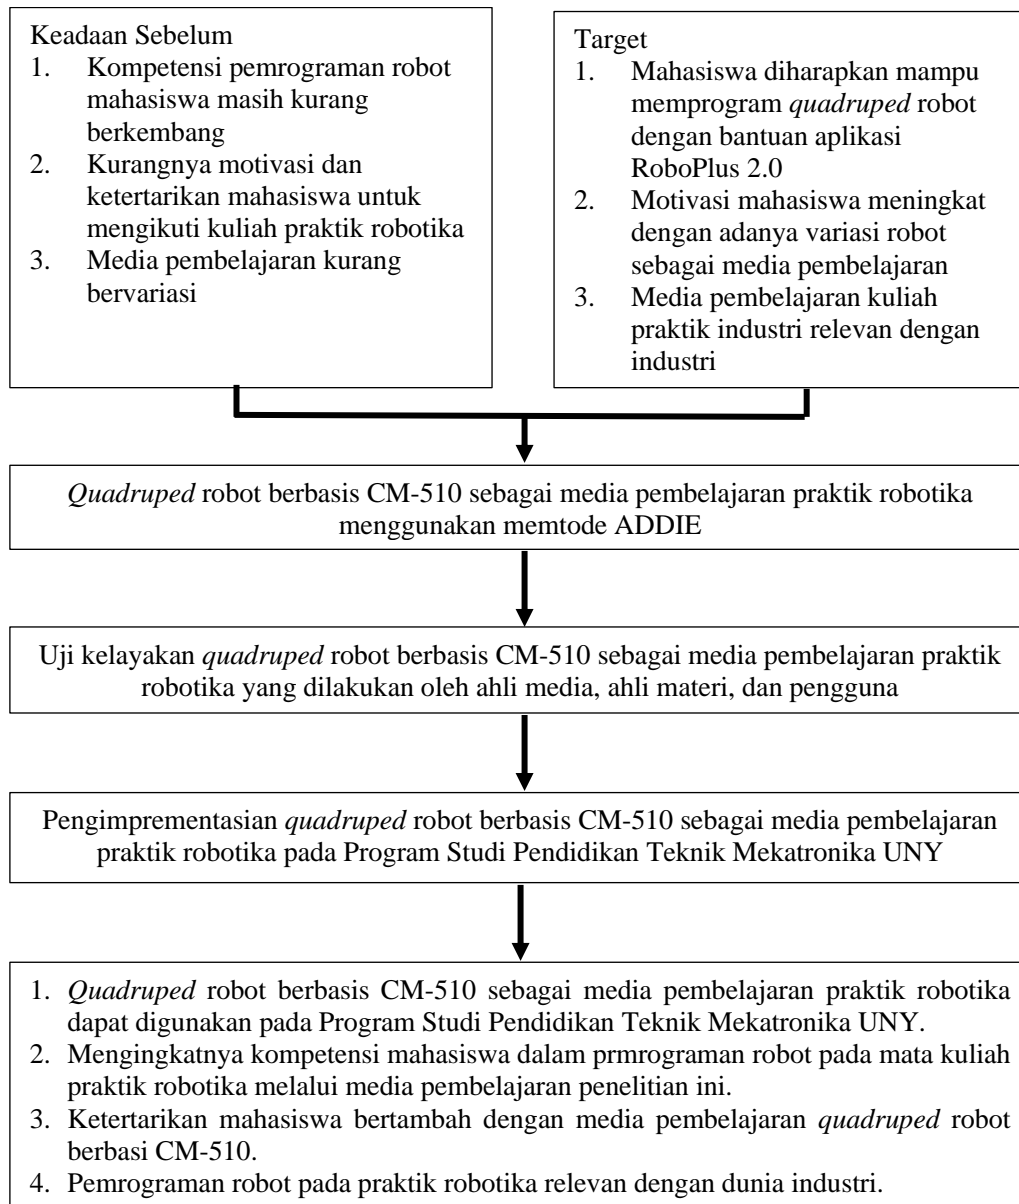 Keadaan Sebelum
1. Kompetensi pemrograman robot
mahasiswa masih kurang
berkembang
2. Kurangnya motivasi dan
ketertarikan mahasiswa untuk
mengikuti kuliah praktik robotika
3. Media pembelajaran kurang
bervariasi
Target
1. Mahasiswa diharapkan mampu
memprogram quadruped robot
dengan bantuan aplikasi
RoboPlus 2.0
2. Motivasi mahasiswa meningkat
dengan adanya variasi robot
sebagai media pembelajaran
3. Media pembelajaran kuliah
praktik industri relevan dengan
industri
Quadruped robot berbasis CM-510 sebagai media pembelajaran praktik robotika
menggunakan memtode ADDIE
Uji kelayakan quadruped robot berbasis CM-510 sebagai media pembelajaran praktik
robotika yang dilakukan oleh ahli media, ahli materi, dan pengguna
Pengimprementasian quadruped robot berbasis CM-510 sebagai media pembelajaran
praktik robotika pada Program Studi Pendidikan Teknik Mekatronika UNY
1. Quadruped robot berbasis CM-510 sebagai media pembelajaran praktik robotika
dapat digunakan pada Program Studi Pendidikan Teknik Mekatronika UNY.
2. Mengingkatnya kompetensi mahasiswa dalam prmrograman robot pada mata kuliah
praktik robotika melalui media pembelajaran penelitian ini.
3. Ketertarikan mahasiswa bertambah dengan media pembelajaran quadruped robot
berbasi CM-510.
4. Pemrograman robot pada praktik robotika relevan dengan dunia industri.